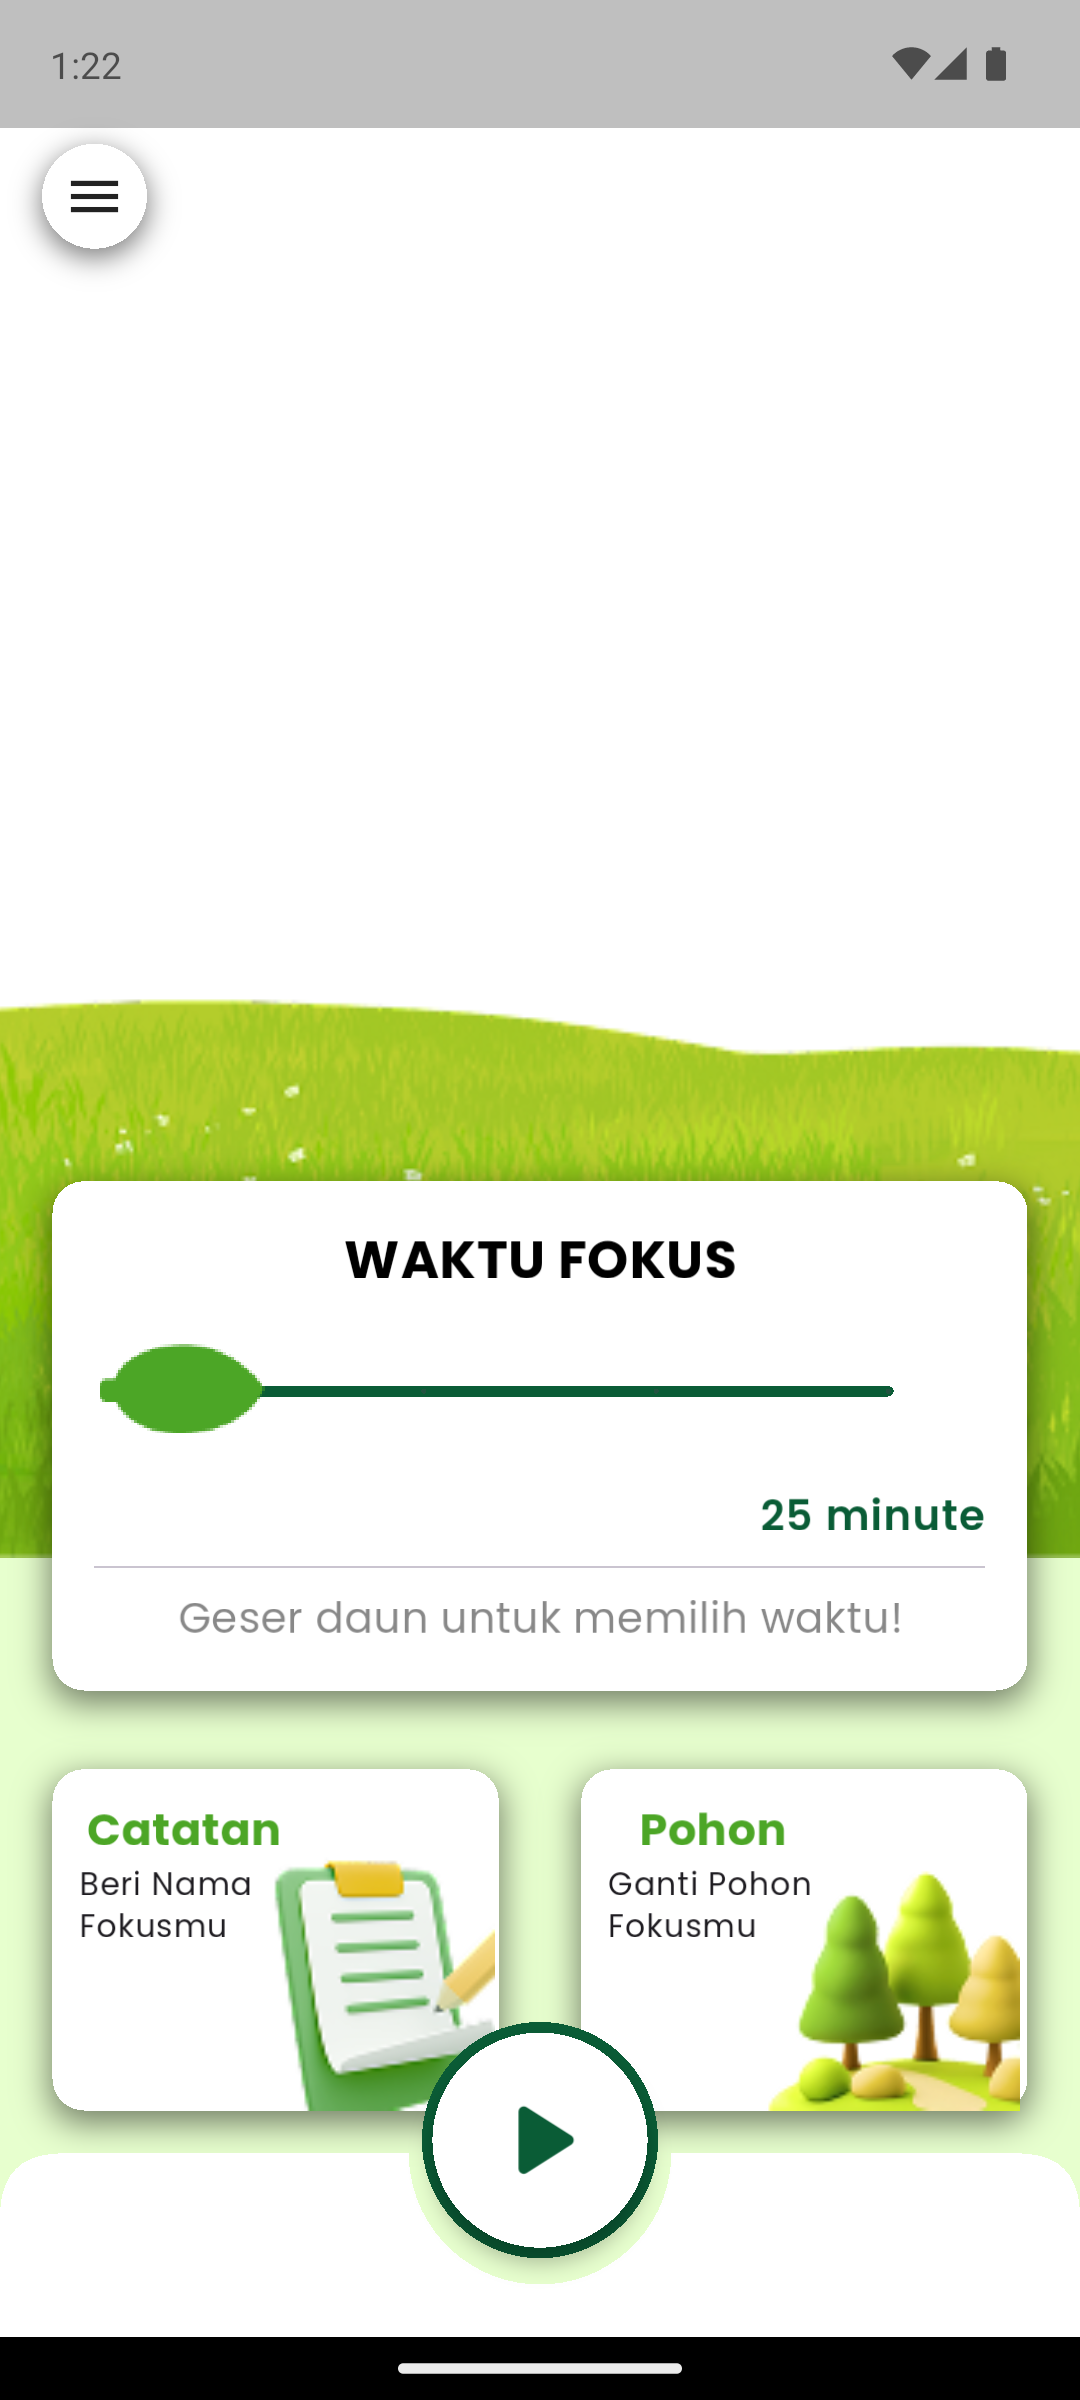 1:22
WAKTU FOKUS
25 minute
Geser daun untuk memilih waktu!
Catatan
Beri Nama
Fokusmu
Pohon
Ganti Pohon
Fokusmu